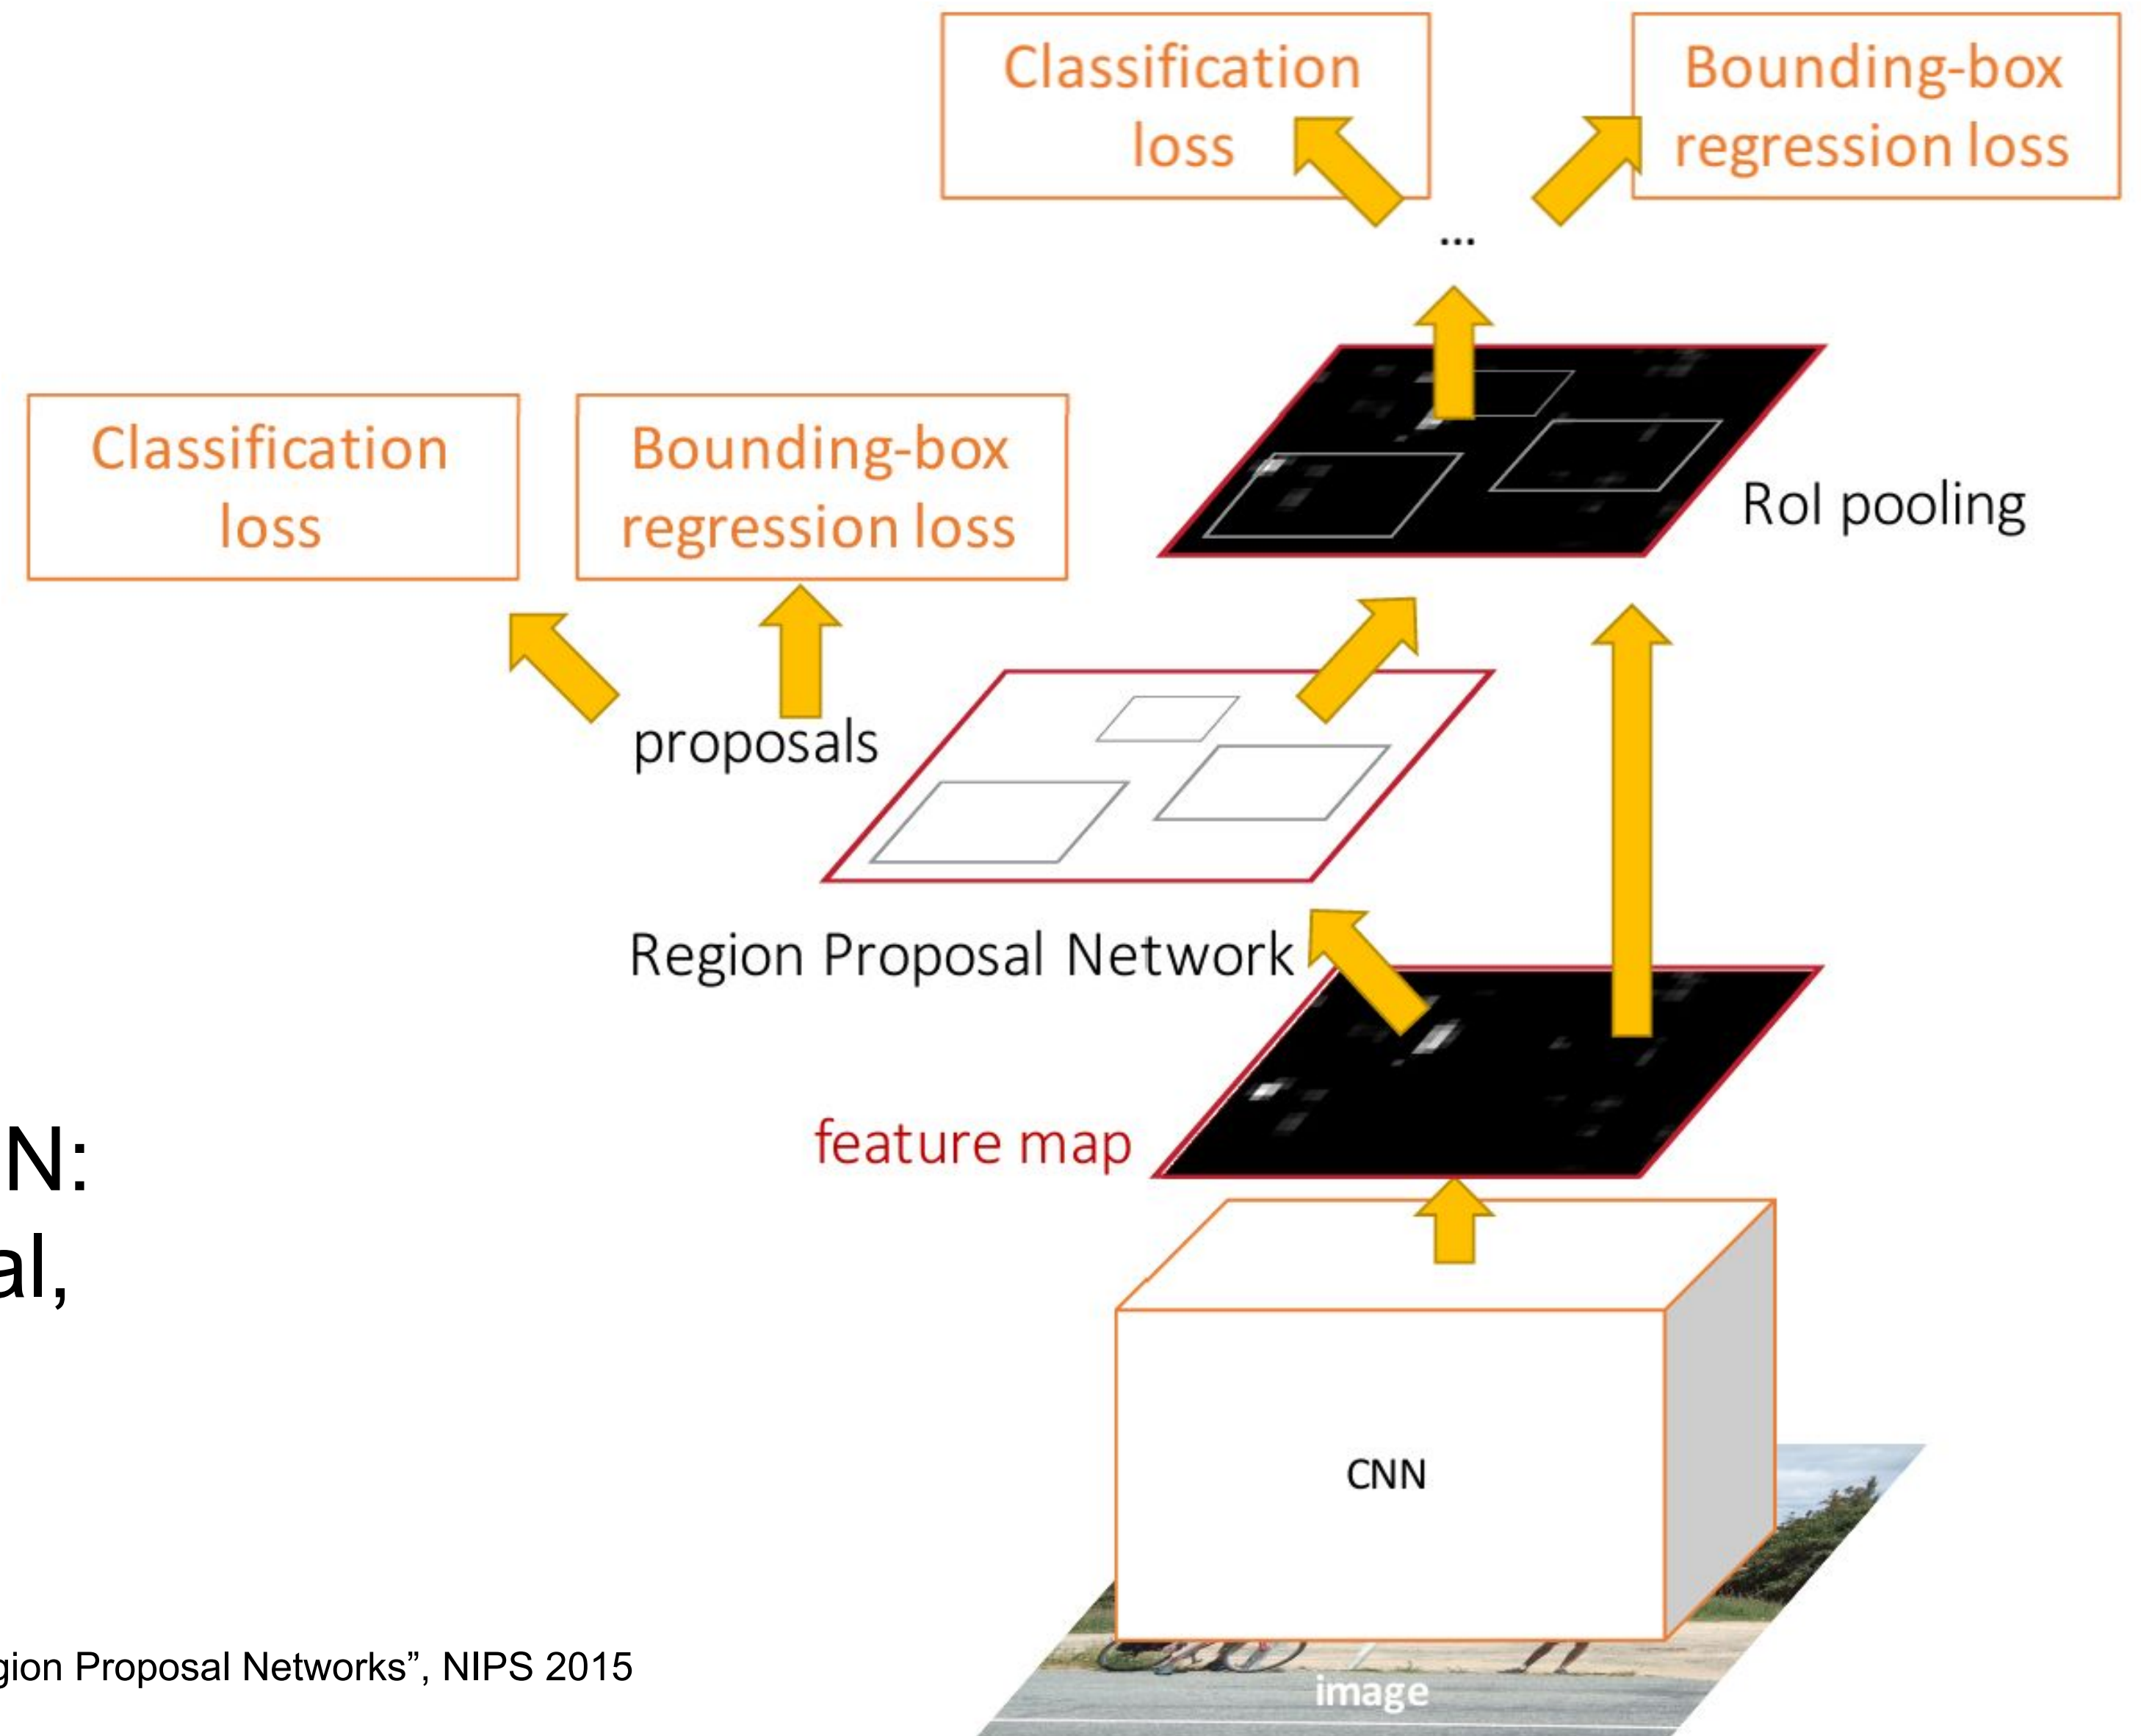 Classification
loss
Bounding-box
regression loss
...
RoI pooling
Classification
loss
Bounding-box
regression loss
proposals
Region Proposal Network
feature map
N:
al,
CNN
gion Proposal Networks”, NIPS 2015
image